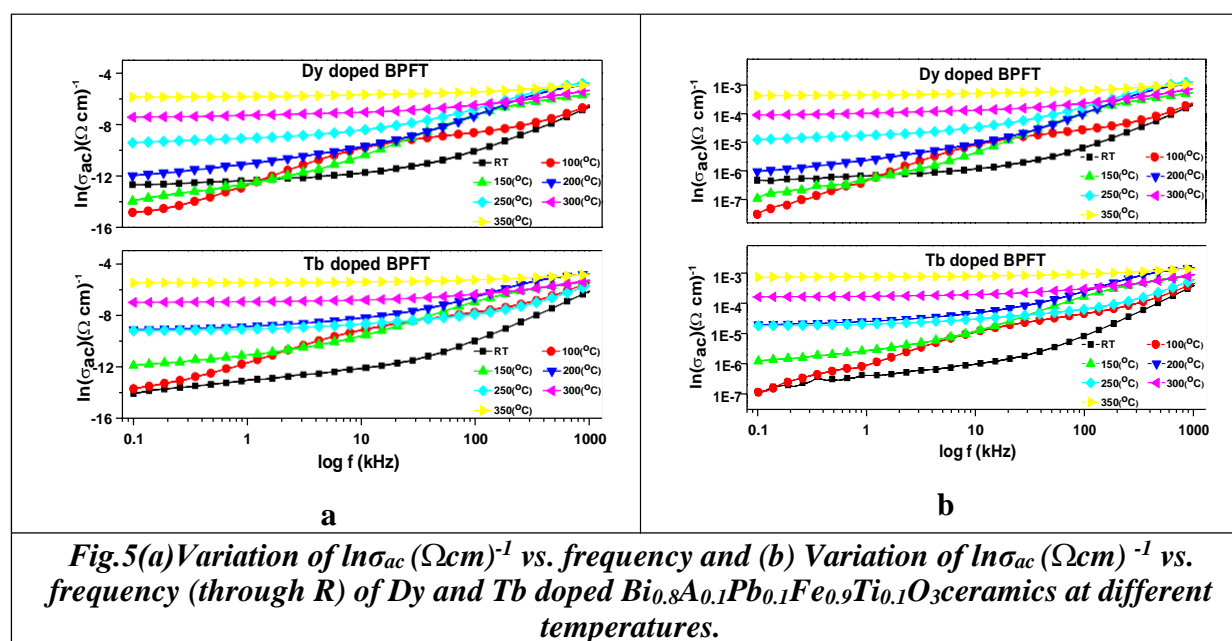 Dy doped BPFT
ln(σac)(Ω cm)-1
-4
-8
-12
-16
RT 100(OC)
150(OC) 200(OC)
250(OC) 300(OC)
350(OC)
Tb doped BPFT
ln(σac)(Ω cm)-1
-4
-8
-12
-16
RT 100(OC)
150(OC) 200(OC)
250(OC) 300(OC)
350(OC)
0.1 1 10 100 1000
log f (kHz)
a
Dy doped BPFT
ln(σac)(Ω cm)-1
1E-3
1E-4
1E-5
1E-6
1E-7
RT 100(OC)
150(OC) 200(OC)
250(OC) 300(OC)
350(OC)
Tb doped BPFT
ln(σac)(Ω cm)-1
1E-3
1E-4
1E-5
1E-6
1E-7
RT 100(OC)
150(OC) 200(OC)
250(OC) 300(OC)
350(OC)
0.1 1 10 100 1000
log f (kHz)
b
Fig.5(a)Variation of lnσac (Ωcm)-1 vs. frequency and (b) Variation of lnσac (Ωcm) -1 vs.
frequency (through R) of Dy and Tb doped Bi0.8A0.1Pb0.1Fe0.9Ti0.1O3ceramics at different
temperatures.